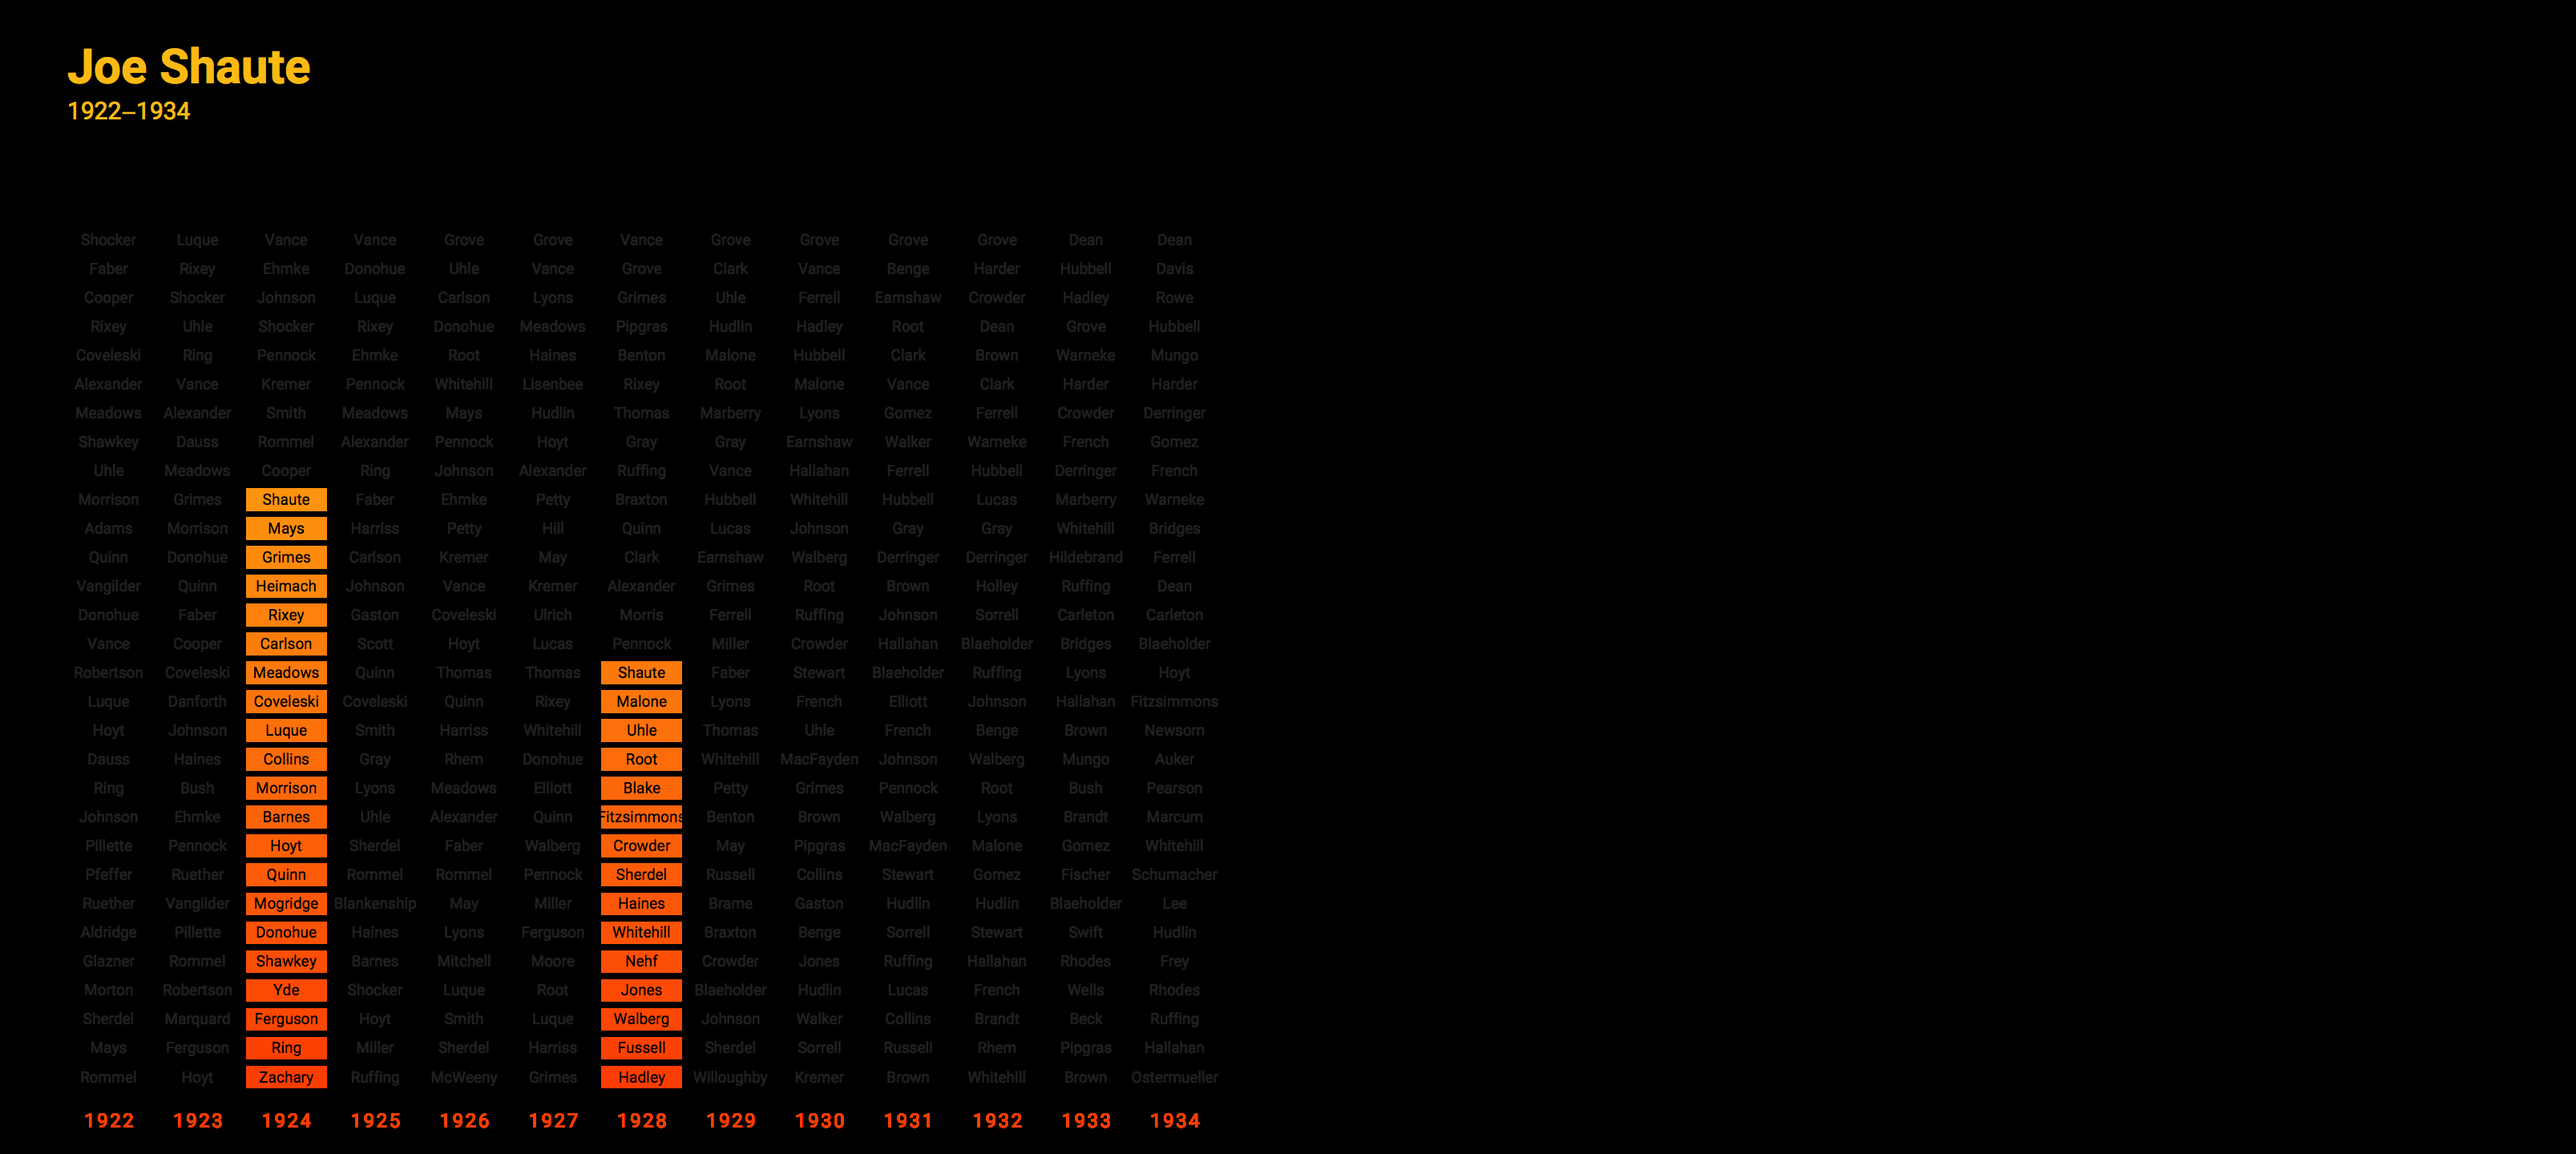 Joe Shaute
1922–1934
Shocker Luque Vance Vance Grove Grove Vance Grove Grove Grove Grove Dean Dean
Faber Rixey Ehmke Donohue Uhle Vance Grove Clark Vance Benge Harder Hubbell Davis
Cooper Shocker Johnson Luque Carlson Lyons Grimes Uhle Ferrell Earnshaw Crowder Hadley Rowe
Rixey Uhle Shocker Rixey Donohue Meadows Pipgras Hudlin Hadley Root Dean Grove Hubbell
Coveleski Ring Pennock Ehmke Root Haines Benton Malone Hubbell Clark Brown Warneke Mungo
Alexander Vance Kremer Pennock Whitehill Lisenbee Rixey Root Malone Vance Clark Harder Harder
Meadows Alexander Smith Meadows Mays Hudlin Thomas Marberry Lyons Gomez Ferrell Crowder Derringer
Shawkey Dauss Rommel Alexander Pennock Hoyt Gray Gray Earnshaw Walker Warneke French Gomez
Uhle Meadows Cooper Ring Johnson Alexander Ruffing Vance Hallahan Ferrell Hubbell Derringer French
Morrison Grimes Shaute Faber Ehmke Petty Braxton Hubbell Whitehill Hubbell Lucas Marberry Warneke
Adams Morrison Mays Harriss Petty Hill Quinn Lucas Johnson Gray Gray Whitehill Bridges
Quinn Donohue Grimes Carlson Kremer May Clark Earnshaw Walberg Derringer Derringer Hildebrand Ferrell
Vangilder Quinn Heimach Johnson Vance Kremer Alexander Grimes Root Brown Holley Ruffing Dean
Donohue Faber Rixey Gaston Coveleski Ulrich Morris Ferrell Ruffing Johnson Sorrell Carleton Carleton
Vance Cooper Carlson Scott Hoyt Lucas Pennock Miller Crowder Hallahan Blaeholder Bridges Blaeholder
Robertson Coveleski Meadows Quinn Thomas Thomas Shaute Faber Stewart Blaeholder Ruffing Lyons Hoyt
Luque Danforth Coveleski Coveleski Quinn Rixey Malone Lyons French Elliott Johnson Hallahan Fitzsimmons
Hoyt Johnson Luque Smith Harriss Whitehill Uhle Thomas Uhle French Benge Brown Newsom
Dauss Haines Collins Gray Rhem Donohue Root Whitehill MacFayden Johnson Walberg Mungo Auker
Ring Bush Morrison Lyons Meadows Elliott Blake Petty Grimes Pennock Root Bush Pearson
Johnson Ehmke Barnes Uhle Alexander Quinn Fitzsimmons Benton Brown Walberg Lyons Brandt Marcum
Pillette Pennock Hoyt Sherdel Faber Walberg Crowder May Pipgras MacFayden Malone Gomez Whitehill
Pfeffer Ruether Quinn Rommel Rommel Pennock Sherdel Russell Collins Stewart Gomez Fischer Schumacher
Ruether Vangilder Mogridge Blankenship May Miller Haines Brame Gaston Hudlin Hudlin Blaeholder Lee
Aldridge Pillette Donohue Haines Lyons Ferguson Whitehill Braxton Benge Sorrell Stewart Swift Hudlin
Glazner Rommel Shawkey Barnes Mitchell Moore Nehf Crowder Jones Ruffing Hallahan Rhodes Frey
Morton Robertson Yde Shocker Luque Root Jones Blaeholder Hudlin Lucas French Wells Rhodes
Sherdel Marquard Ferguson Hoyt Smith Luque Walberg Johnson Walker Collins Brandt Beck Ruffing
Mays Ferguson Ring Miller Sherdel Harriss Fussell Sherdel Sorrell Russell Rhem Pipgras Hallahan
Rommel Hoyt Zachary Ruffing McWeeny Grimes Hadley Willoughby Kremer Brown Whitehill Brown Ostermueller
1922 1923 1924 1925 1926 1927 1928 1929 1930 1931 1932 1933 1934